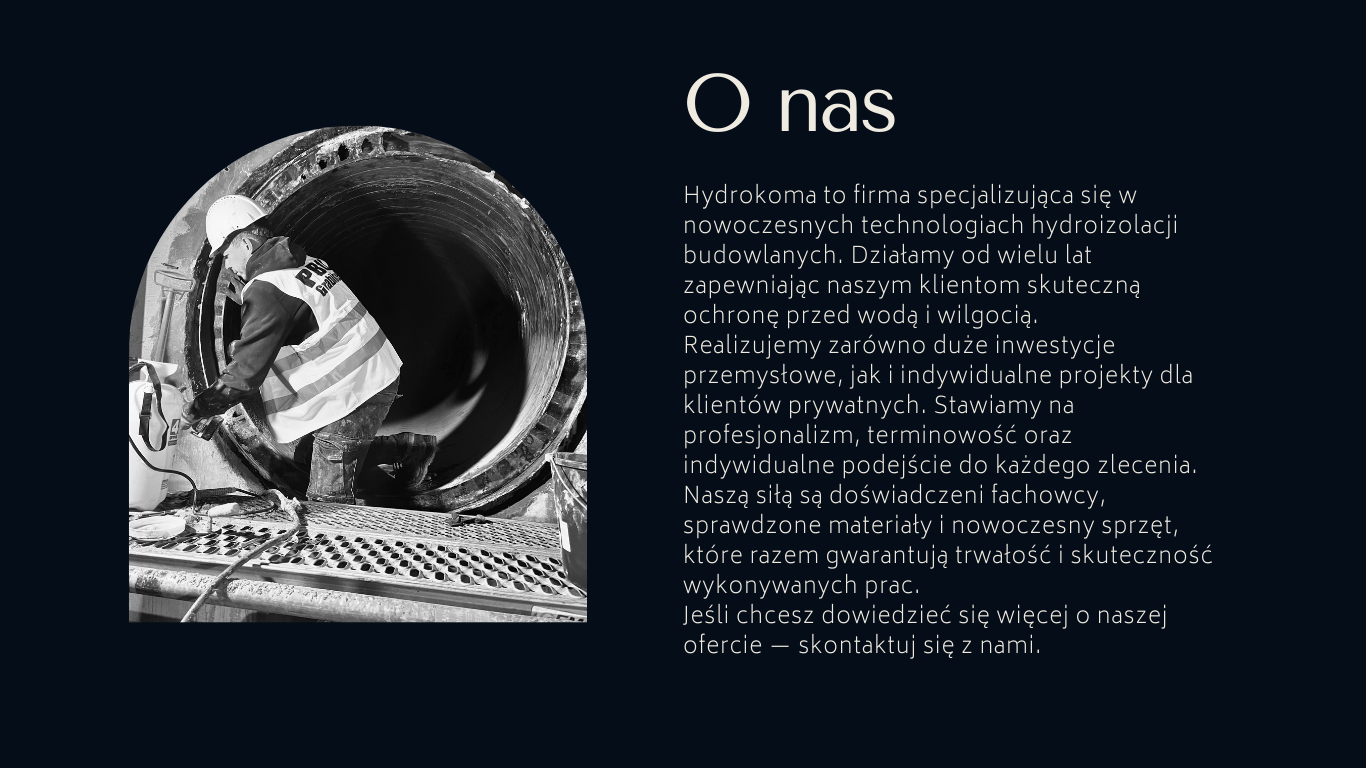 O nas
Hydrokoma to firma specjalizująca się w
nowoczesnych technologiach hydroizolacji
budowlanych. Działamy od wielu lat
zapewniając naszym klientom skuteczną
ochronę przed wodą i wilgocią.
Realizujemy zarówno duże inwestycje
przemysłowe, jak i indywidualne projekty dla
klientów prywatnych. Stawiamy na
profesjonalizm, terminowość oraz
indywidualne podejście do każdego zlecenia.
Naszą siłą są doświadczeni fachowcy,
sprawdzone materiały i nowoczesny sprzęt,
które razem gwarantują trwałość i skuteczność
wykonywanych prac.
Jeśli chcesz dowiedzieć się więcej o naszej
ofercie — skontaktuj się z nami.